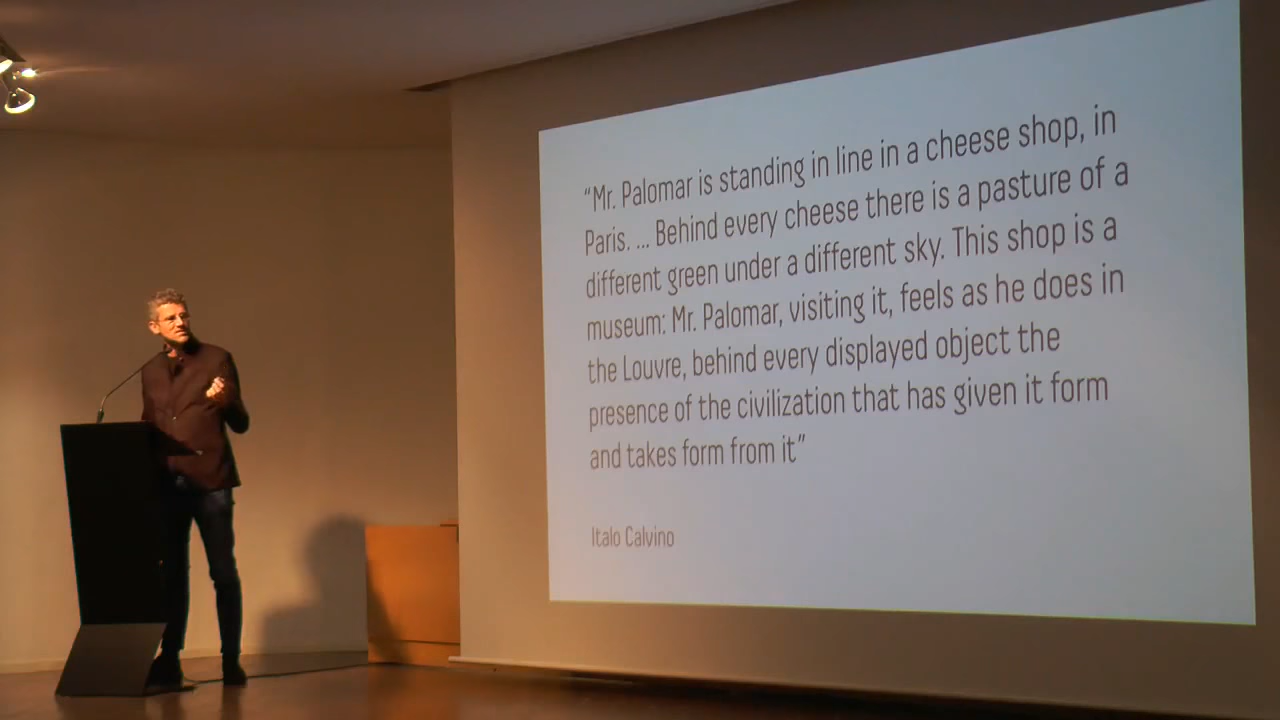 “Mr. Palomar is standing in line in a cheese shop, in
Paris. ... Behind every cheese there is a pasture of a
different green under a different sky. This shop is a
museum: Mr. Palomar, visiting it, feels as he does in
the Louvre, behind every displayed object the
presence of the civilization that has given it form
and takes form from it”
Italo Calvino